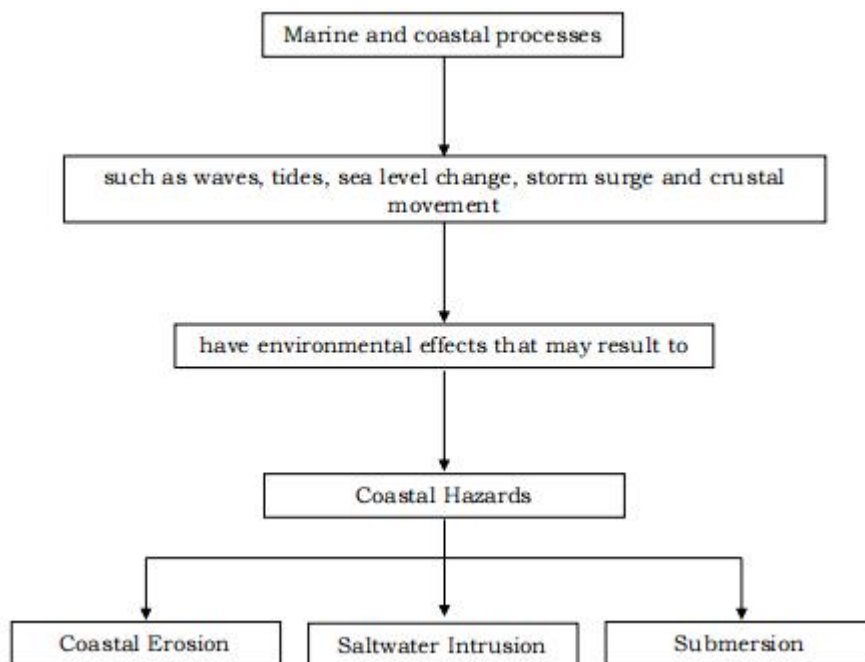 Marine and coastal processes
such as waves, tides, sea level change, storm surge and crustal
movement
have environmental effects that may result to
Coastal Hazards
Coastal Erosion
Saltwater Intrusion
Submersion